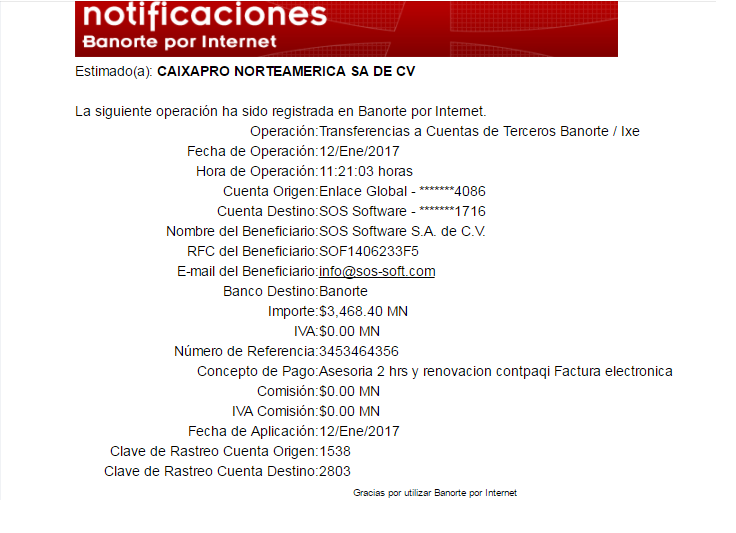 notificaciones
Banorte por Internet
Estimado(a): CAIXAPRO NORTEAMERICA SA DE CV
La siguiente operación ha sido registrada en Banorte por Internet.
Operación:Transferencias a Cuentas de Terceros Banorte / Ixe
Fecha de Operación:12/Ene/2017
Hora de Operación:11:21:03 horas
Cuenta Origen:Enlace Global - *******4086
Cuenta Destino:SOS Software - *******1716
Nombre del Beneficiario:SOS Software S.A. de C.V.
RFC del Beneficiario:SOF1406233F5
E-mail del Beneficiario:info@sos-soft.com
Banco Destino:Banorte
Importe:$3,468.40 MN
IVA:$0.00 MN
Número de Referencia:3453464356
Concepto de Pago:Asesoria 2 hrs y renovacion contpaqi Factura electronica
Comisión:$0.00 MN
IVA Comisión:$0.00 MN
Fecha de Aplicación:12/Ene/2017
Clave de Rastreo Cuenta Origen:1538
Clave de Rastreo Cuenta Destino:2803
Gracias por utilizar Banorte por Internet